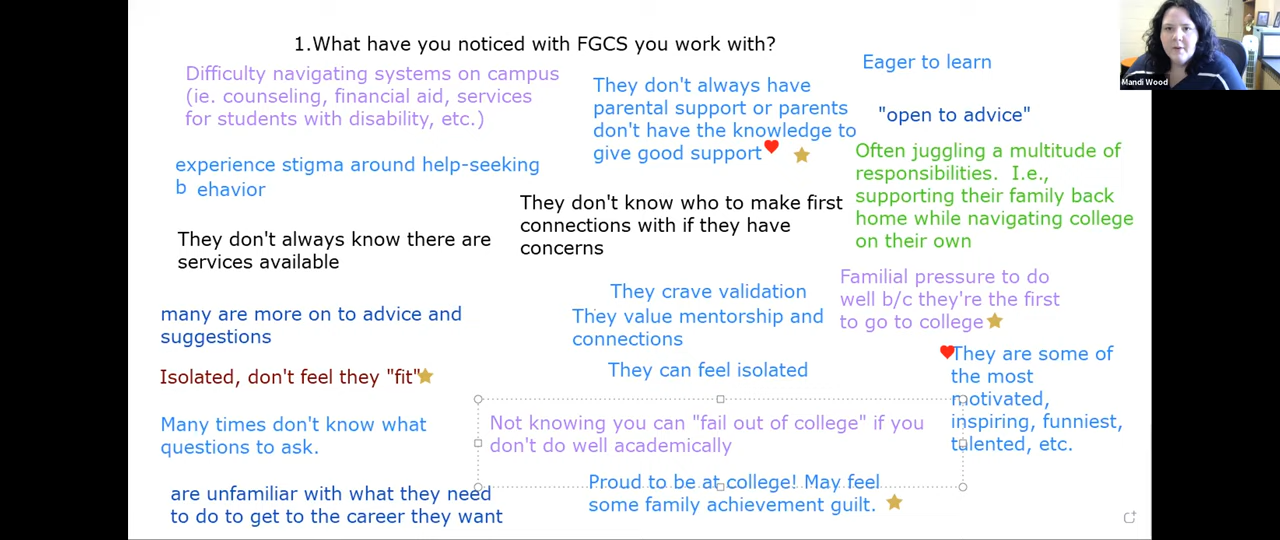 1.What have you noticed with FGCS you work with?
Difficulty navigating systems on campus
(ie. counseling, financial aid, services
for students with disability, etc.)
experience stigma around help-seeking
b ehavior
They don't always know there are
services available
many are more on to advice and
suggestions
Isolated, don't feel they "fit"
Many times don't know what
questions to ask.
are unfamiliar with what they need
to do to get to the career they want
They don't always have
parental support or parents
don't have the knowledge to
give good support
They don't know who to make first
connections with if they have
concerns
They crave validation
They value mentorship and
connections
They can feel isolated
Not knowing you can "fail out of college" if you
don't do well academically
Proud to be at college! May feel
some family achievement guilt.
Eager to learn
"open to advice"
Often juggling a multitude of
responsibilities. I.e.,
supporting their family back
home while navigating college
on their own
Familial pressure to do
well b/c they're the first
to go to college
They are some of
the most
motivated,
inspiring, funniest,
talented, etc.
Mandi Wood